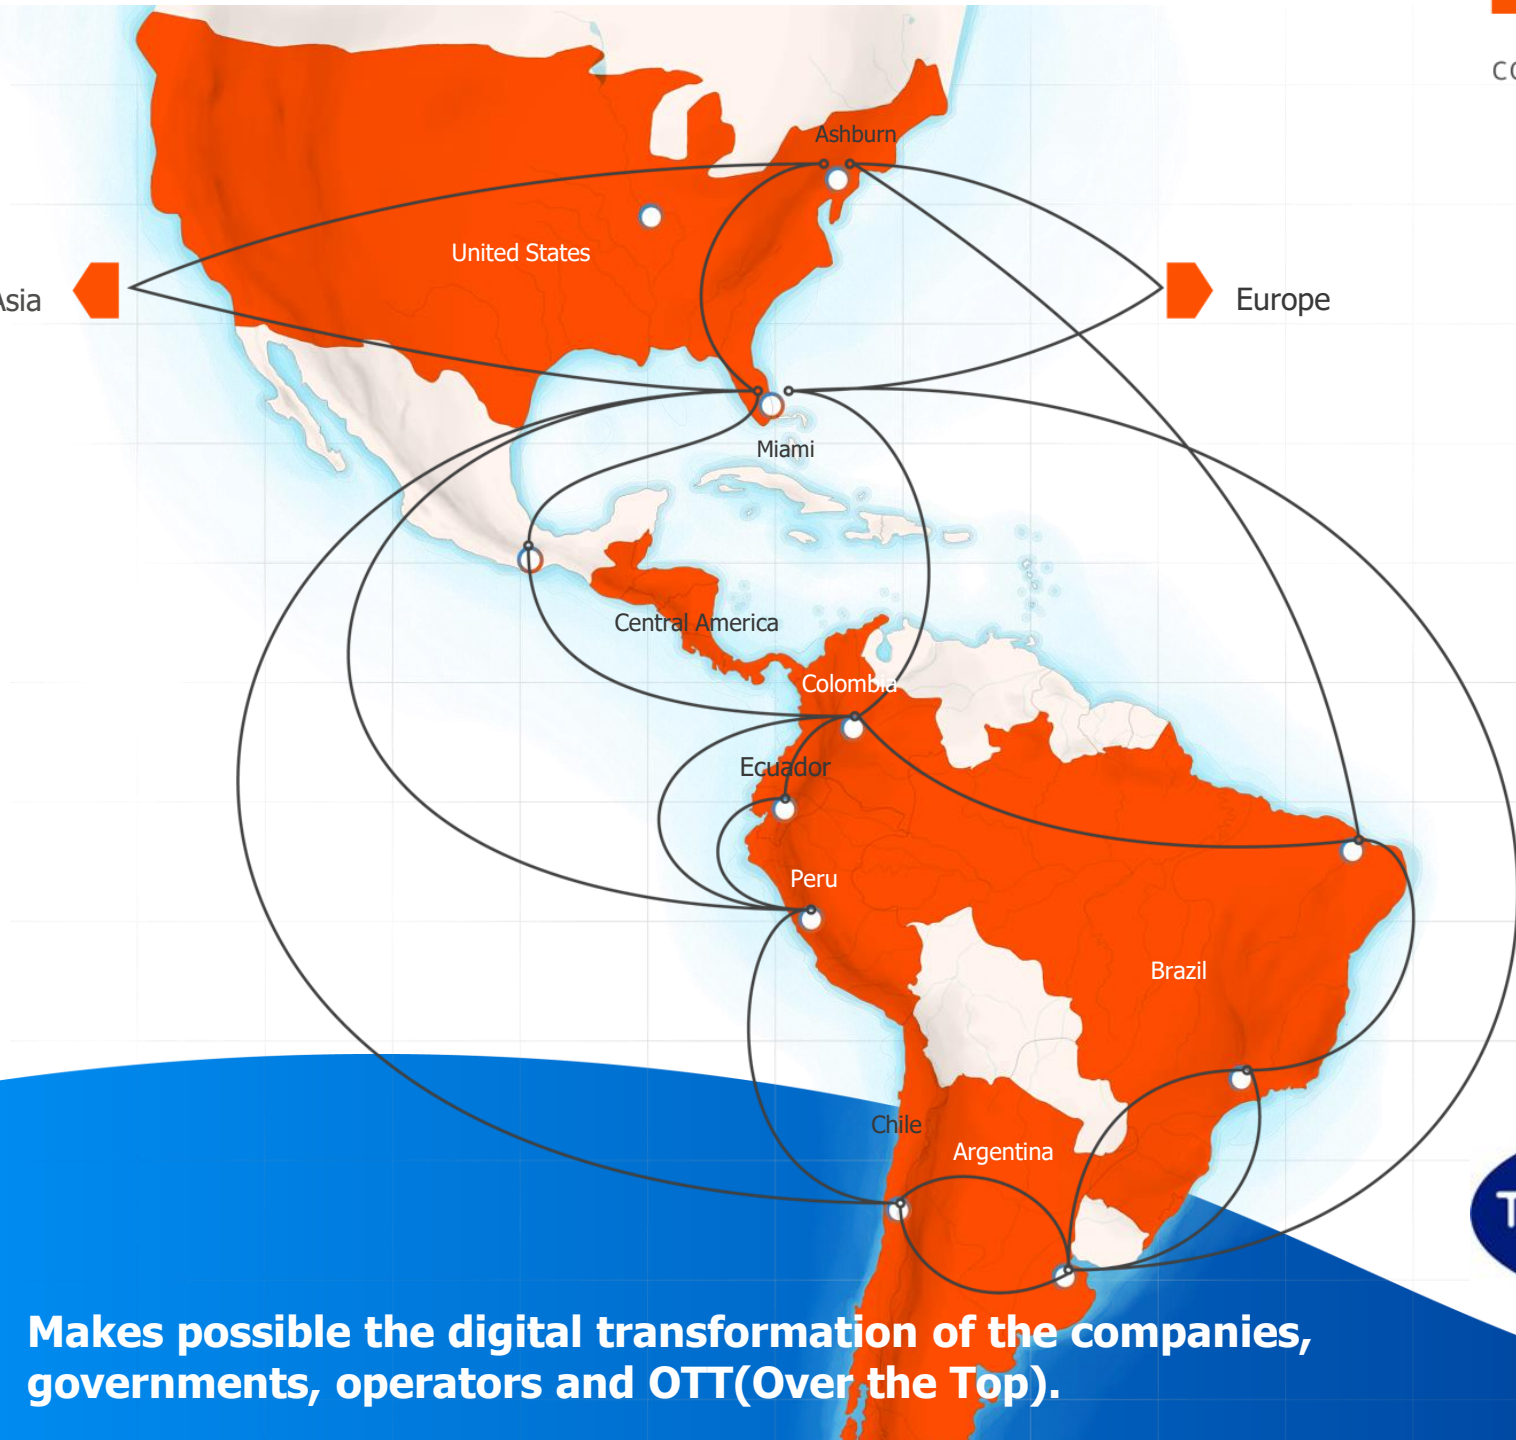 Ashburn
United States
Europe
Miami
Central America
Colombia
Ecuador
Peru
Brazil
Chile
Argentina
Makes possible the digital transformation of the companies,
governments, operators and OTT(Over the Top).